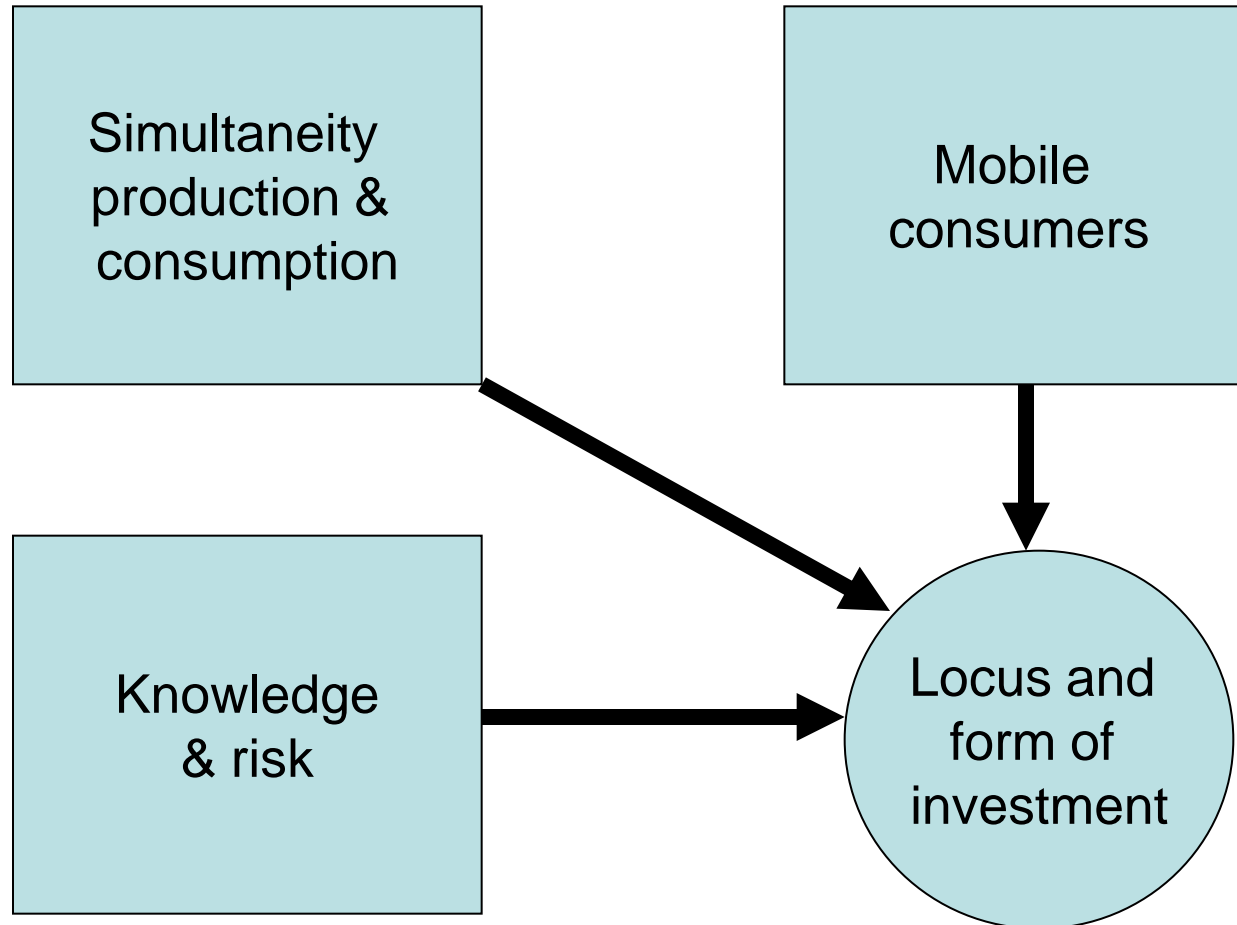 Simultaneity
production &
consumption
Mobile
consumers
Knowledge
& risk
Locus and
form of
investment